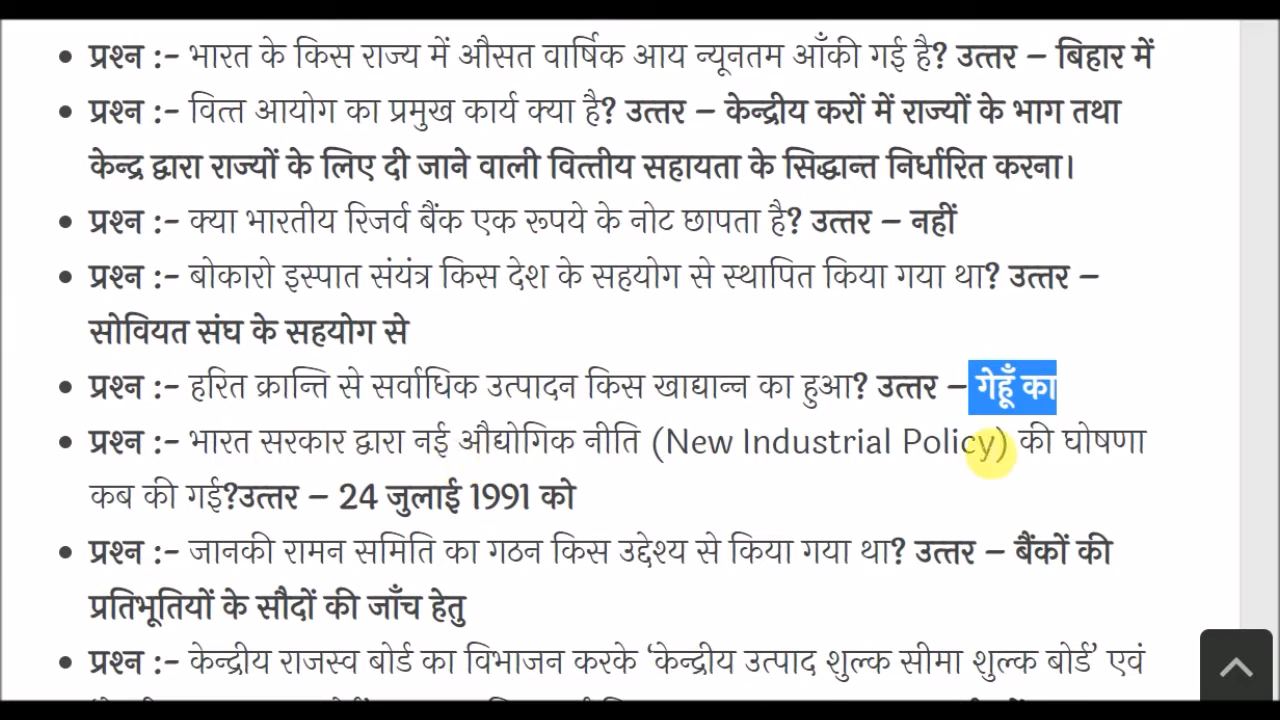 • प्रश्न :- भारत के किस राज्य में औसत वार्षिक आय न्यूनतम आँकी गई है? उत्तर – बिहार में
• प्रश्न :- वित्त आयोग का प्रमुख कार्य क्या है? उत्तर – केन्द्रीय करों में राज्यों के भाग तथा
केन्द्र द्वारा राज्यों के लिए दी जाने वाली वित्तीय सहायता के सिद्धान्त निर्धारित करना।
• प्रश्न :- क्या भारतीय रिजर्व बैंक एक रूपये के नोट छापता है? उत्तर – नहीं
• प्रश्न :- बोकारो इस्पात संयंत्र किस देश के सहयोग से स्थापित किया गया था? उत्तर –
सोवियत संघ के सहयोग से
• प्रश्न :- हरित क्रान्ति से सर्वाधिक उत्पादन किस खाद्यान्न का हुआ? उत्तर – गेहूँ का
• प्रश्न :- भारत सरकार द्वारा नई औद्योगिक नीति (New Industrial Policy) की घोषणा
कब की गई?उत्तर – 24 जुलाई 1991 को
• प्रश्न :- जानकी रामन समिति का गठन किस उद्देश्य से किया गया था? उत्तर – बैंकों की
प्रतिभूतियों के सौदों की जाँच हेतु
• प्रश्न :- केन्द्रीय राजस्व बोर्ड का विभाजन करके ‘केन्द्रीय उत्पाद शुल्क सीमा शुल्क बोर्ड’ एवं